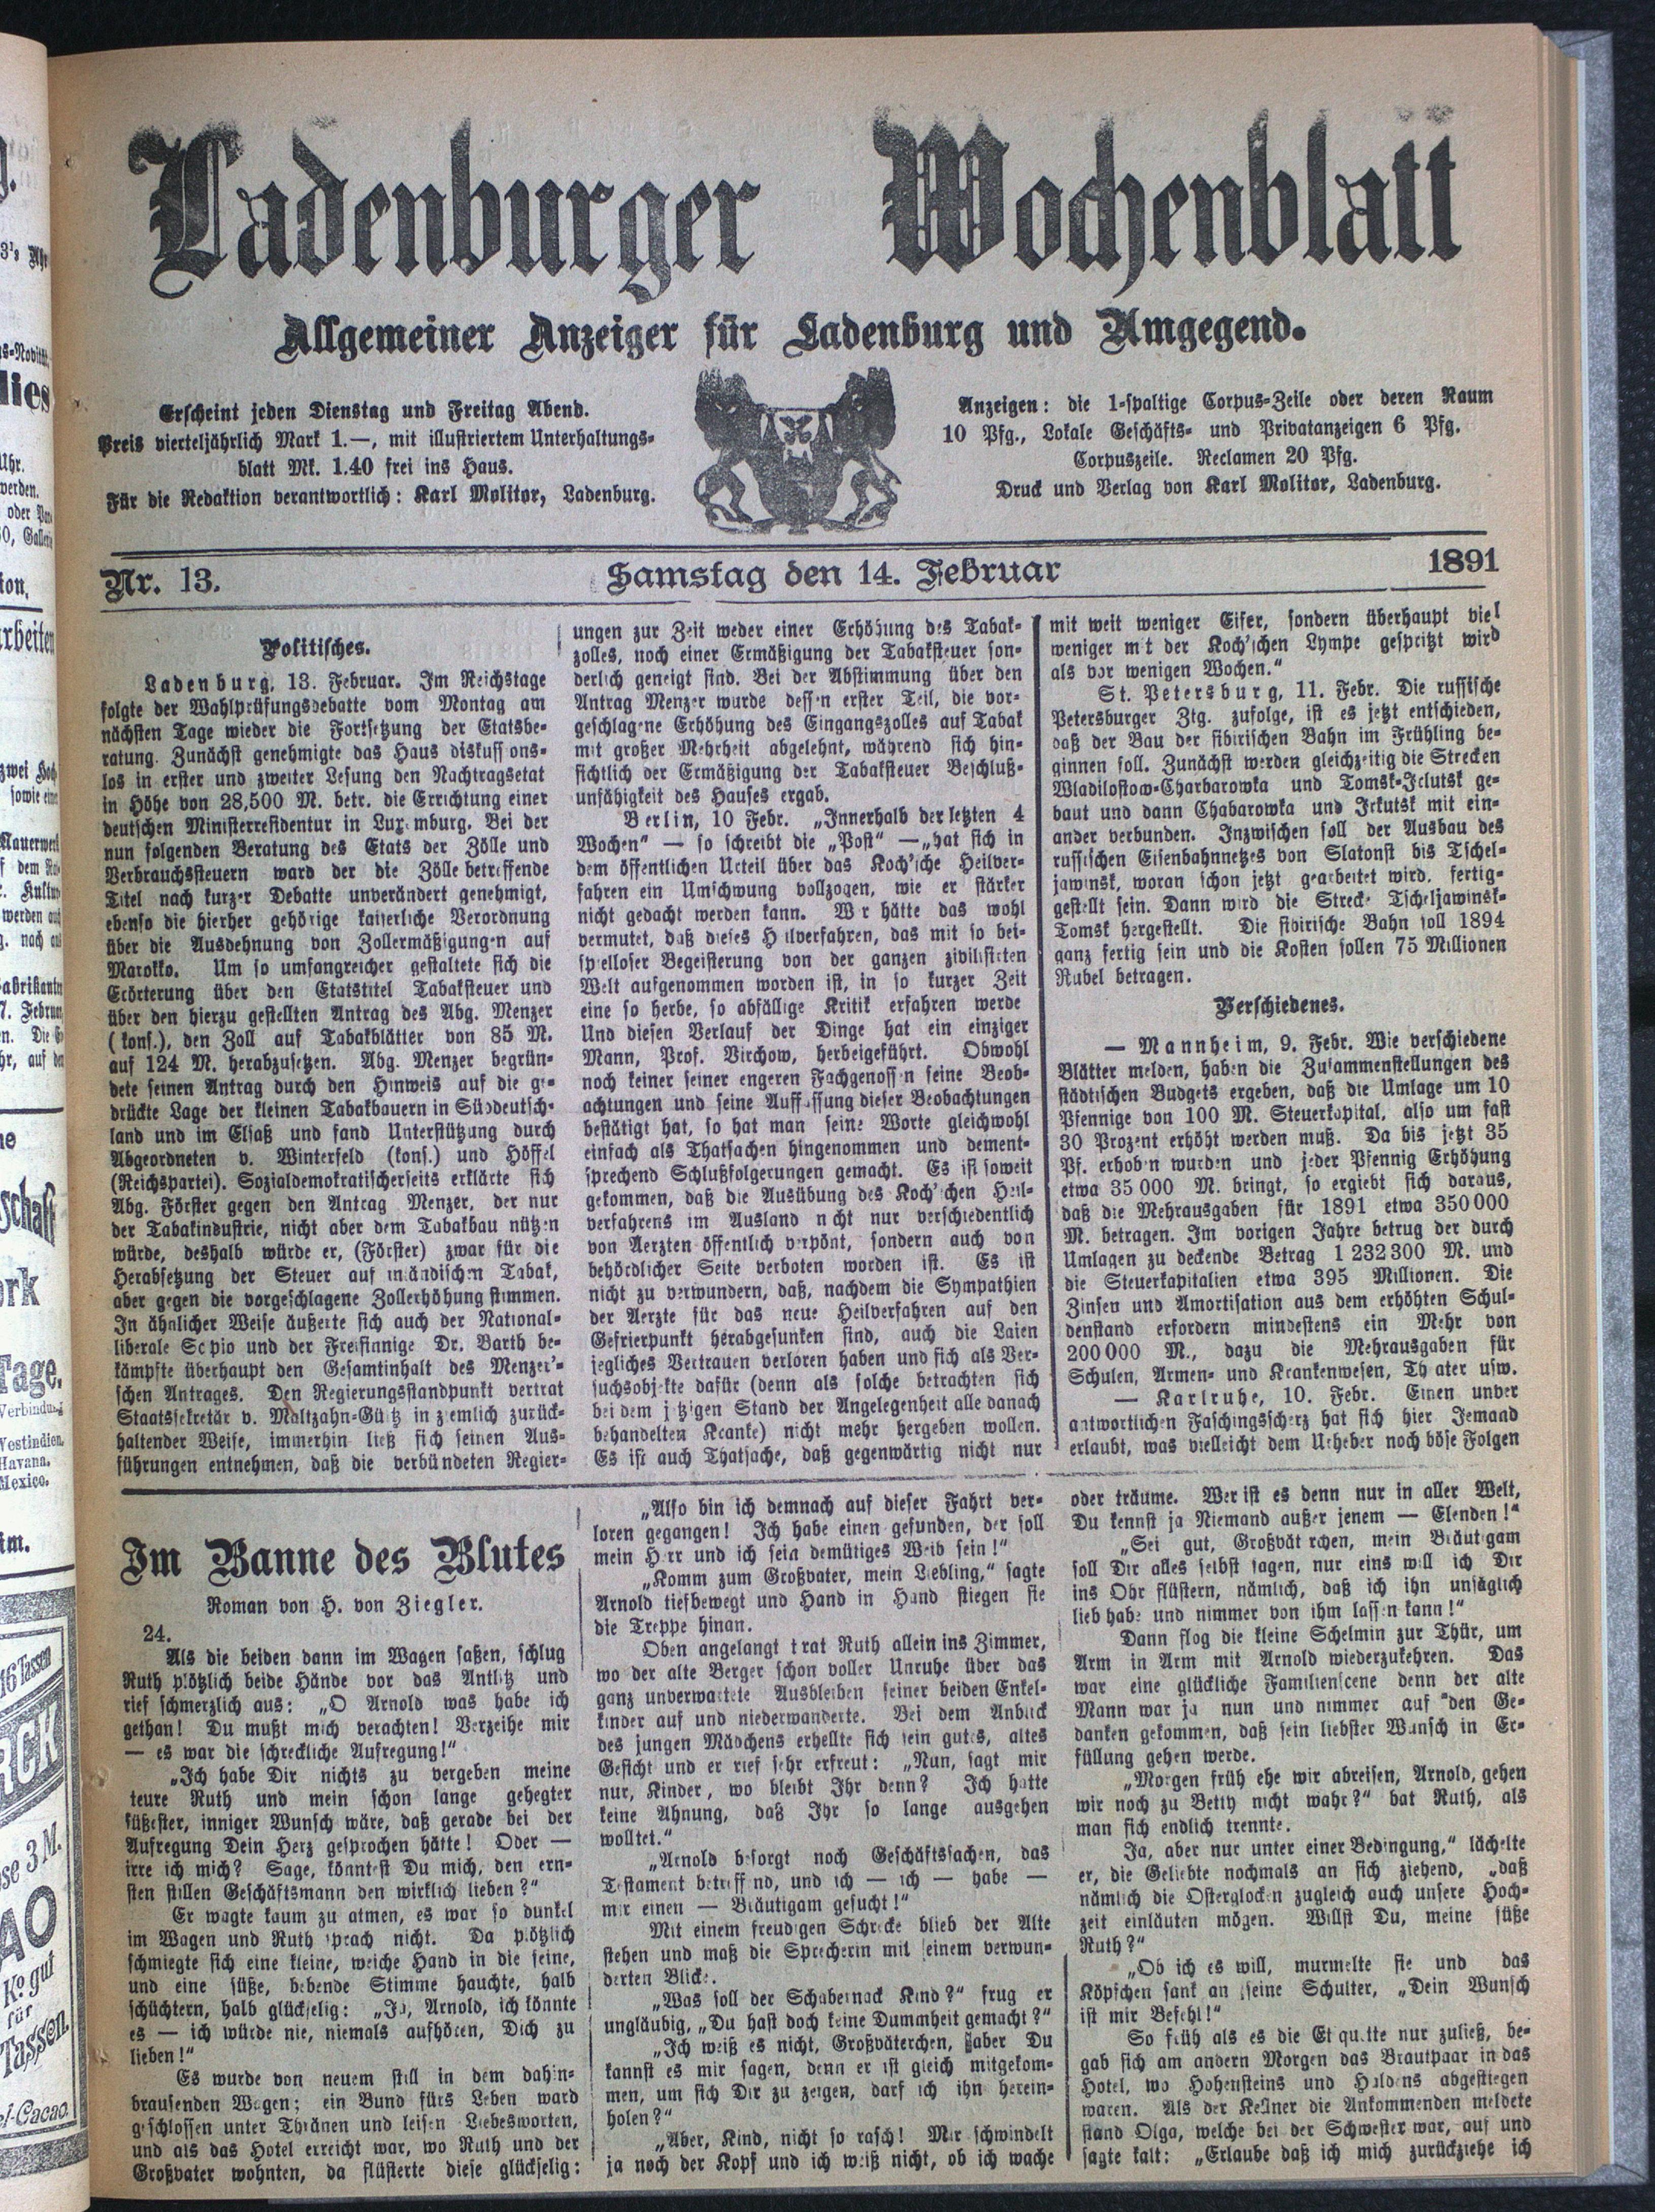 Ladenburger Wochenblatt
Allgemeiner Anzeiger für Ladenburg und Umgegend.
Erscheint jeden Dienstag und Freitag Abend.
Preis vierteljährlich Mark 1.—, mit illustriertem Unterhaltungs-
blatt Mk. 1.40 frei ins Haus.
Für die Redaktion verantwortlich: Karl Molitor, Ladenburg.
Anzeigen: die 1-spaltige Corpus-Zeile oder deren Raum
10 Pfg., Lokale Geschäfts- und Privatanzeigen 6 Pfg.
Corpuszeile. Reclamen 20 Pfg.
Druck und Verlag von Karl Molitor, Ladenburg.
Nr. 13.
Samstag den 14. Februar
1891
Politisches.
Ladenburg, 13. Februar. Im Reichstage
folgte der Wahlprüfungsdebatte vom Montag am
nächsten Tage wieder die Fortsetzung der Etatsbe-
ratung. Zunächst genehmigte das Haus diskussons-
los in erster und zweiter Lesung den Nachtragsetat
in Höhe von 28,500 M. betr. die Errichtung einer
deutschen Ministerresidentur in Luxemburg. Bei der
nun folgenden Beratung des Etats der Zölle und
Verbrauchssteuern ward der die Zölle betreffende
Titel nach kurzer Debatte unverändert genehmigt,
ebenso die hierher gehörige kaiserliche Verordnung
über die Ausdehnung von Zollermäßigungen auf
Marokko. Um so umfangreicher gestaltete sich die
Erörterung über den Etatstitel Tabaksteuer und
über den hierzu gestellten Antrag des Abg. Menzer
(kons.), den Zoll auf Tabakblätter von 85 M.
auf 124 M. herabzusetzen. Abg. Menzer begrün-
dete seinen Antrag durch den Hinweis auf die ge-
drückte Lage der kleinen Tabakbauern in Süddeutsch-
land und im Elsaß und fand Unterstützung durch
Abgeordneten v. Winterfeld (kons.) und Höffel
(Reichspartei). Sozialdemokratischerseits erklärte sich
Abg. Förster gegen den Antrag Menzer, der nur
der Tabakindustrie, nicht aber dem Tabakbau nützen
würde, deshalb würde er, (Förster) zwar für die
Herabsetzung der Steuer auf inländischen Tabak,
aber gegen die vorgeschlagene Zollerhöhung stimmen.
In ähnlicher Weise äußerte sich auch der National-
liberale Scipio und der Freisinnige Dr. Barth be-
kämpfte überhaupt den Gesamtinhalt des Menzer'-
schen Antrages. Den Regierungsstandpunkt vertrat
Staatssekretär v. Maltzahn-Gültz in ziemlich zurück-
haltender Weise, immerhin ließ sich seinen Aus-
führungen entnehmen, daß die verbündeten Regier-
ungen zur Zeit weder einer Erhöhung des Tabak-
zolles, noch einer Ermäßigung der Tabaksteuer son-
derlich geneigt sind. Bei der Abstimmung über den
Antrag Menzer wurde dessen erster Teil, die vor-
geschlagene Erhöhung des Eingangszolles auf Tabak
mit großer Mehrheit abgelehnt, während sich hin-
sichtlich der Ermäßigung der Tabaksteuer Beschluß-
unfähigkeit des Hauses ergab.
Berlin, 10 Febr. „Innerhalb der letzten 4
Wochen" — so schreibt die „Post" — „hat sich in
dem öffentlichen Urteil über das Koch'sche Heilver-
fahren ein Umschwung vollzogen, wie er stärker
nicht gedacht werden kann. Wir hätte das wohl
vermutet, daß dieses Heilverfahren, das mit so bei-
spielloser Begeisterung von der ganzen zivilisirten
Welt aufgenommen worden ist, in so kurzer Zeit
eine so herbe, so abfällige Kritik erfahren werde
Und diesen Verlauf der Dinge hat ein einziger
Mann, Prof. Virchow, herbeigeführt. Obwohl
noch keiner seiner engeren Fachgenossen seine Beob-
achtungen und seine Auffassung dieser Beobachtungen
bestätigt hat, so hat man seine Worte gleichwohl
einfach als Thatsachen hingenommen und dement-
sprechend Schlußfolgerungen gemacht. Es ist soweit
gekommen, daß die Ausübung des Koch'schen Heil-
verfahrens im Ausland nicht nur verschiedentlich
von Aerzten öffentlich verpönt, sondern auch von
behördlicher Seite verboten worden ist. Es ist
nicht zu verwundern, daß, nachdem die Sympathien
der Aerzte für das neue Heilverfahren auf den
Gefrierpunkt herabgesunken sind, auch die Laien
jegliches Vertrauen verloren haben und sich als Ver-
suchsobjekte dafür (denn als solche betrachten sich
bei dem jetzigen Stand der Angelegenheit alle danach
behandelten Kranke) nicht mehr hergeben wollen.
Es ist auch Thatsache, daß gegenwärtig nicht nur
mit weit weniger Eifer, sondern überhaupt viel
weniger mit der Koch'schen Lympe gespritzt wird
als vor wenigen Wochen."
St. Petersburg, 11. Febr. Die russische
Petersburger Ztg. zufolge, ist es jetzt entschieden,
daß der Bau der sibirischen Bahn im Frühling be-
ginnen soll. Zunächst werden gleichzeitig die Strecken
Wladilostow-Charbarowka und Tomsk-Irlutsk ge-
baut und dann Chabarowka und Irkutsk mit ein-
ander verbunden. Inzwischen soll der Ausbau des
russischen Eisenbahnnetzes von Slatonst bis Tschel-
jawinsk, woran schon jetzt gearbeitet wird, fertig-
gestellt sein. Dann wird die Strecke Tscheljawinsk-
Tomsk hergestellt. Die sibirische Bahn soll 1894
ganz fertig sein und die Kosten sollen 75 Millionen
Rubel betragen.
Verschiedenes.
— Mannheim, 9. Febr. Wie verschiedene
Blätter melden, haben die Zusammenstellungen des
städtischen Budgets ergeben, daß die Umlage um 10
Pfennige von 100 M. Steuerkapital, also um fast
30 Prozent erhöht werden muß. Da bis jetzt 35
Pf. erhoben wurden und jeder Pfennig Erhöhung
etwa 35 000 M. bringt, so ergiebt sich daraus,
daß die Mehrausgaben für 1891 etwa 350 000
M. betragen. Im vorigen Jahre betrug der durch
Umlagen zu deckende Betrag 1 232 300 M. und
die Steuerkapitalien etwa 395 Millionen. Die
Zinsen und Amortisation aus dem erhöhten Schul-
denstand erfordern mindestens ein Mehr von
200 000 M., dazu die Mehrausgaben für
Schulen, Armen- und Krankenwesen, Theater usw.
— Karlruhe, 10. Febr. Einen unver
antwortlichen Faschingsscherz hat sich hier Jemand
erlaubt, was vielleicht dem Urheber noch böse Folgen
Im Banne des Blutes
Roman von H. von Ziegler.
24.
Als die beiden dann im Wagen saßen, schlug
Ruth plötzlich beide Hände vor das Antlitz und
rief schmerzlich aus: „O Arnold was habe ich
gethan! Du mußt mich verachten! Verzeihe mir
— es war die schreckliche Aufregung!"
„Ich habe Dir nichts zu vergeben meine
teure Ruth und mein schon lange gehegter
süßester, inniger Wunsch wäre, daß gerade bei der
Aufregung Dein Herz gesprochen hätte! Oder —
irre ich mich? Sage, könntest Du mich, den ern-
sten stillen Geschäftsmann den wirklich lieben?"
Er wagte kaum zu atmen, es war so dunkel
im Wagen und Ruth sprach nicht. Da plötzlich
schmiegte sich eine kleine, weiche Hand in die seine,
und eine süße, bebende Stimme hauchte, halb
schüchtern, halb glückselig: „Ja, Arnold, ich könnte
es — ich würde nie, niemals aufhören, Dich zu
lieben!"
Es wurde von neuem still in dem dahin-
brausenden Wagen; ein Bund fürs Leben ward
geschlossen unter Thränen und leisen Liebesworten,
und als das Hotel erreicht war, wo Ruth und der
Großvater wohnten, da flüsterte diese glückselig:
„Also bin ich demnach auf dieser Fahrt ver-
loren gegangen! Ich habe einen gefunden, der soll
mein Herr und ich sein demütiges Weib sein!"
„Komm zum Großvater, mein Liebling," sagte
Arnold tiefbewegt und Hand in Hand stiegen sie
die Treppe hinan.
Oben angelangt trat Ruth allein ins Zimmer,
wo der alte Berger schon voller Unruhe über das
ganz unverwartete Ausbleiben seiner beiden Enkel-
kinder auf und niederwanderte. Bei dem Anblick
des jungen Mädchens erhellte sich sein gutes, altes
Gesicht und er rief sehr erfreut: „Nun, sagt mir
nur, Kinder, wo bleibt Ihr denn? Ich hatte
keine Ahnung, daß Ihr so lange ausgehen
wolltet."
„Arnold besorgt noch Geschäftssachen, das
Testament betreffend, und ich — ich — habe —
mir einen — Bräutigam gesucht!"
Mit einem freudigen Schrecke blieb der Alte
stehen und maß die Sprecherin mit seinem verwun-
derten Blicke.
„Was soll der Schabernack Kind?" frug er
ungläubig, „Du hast doch keine Dummheit gemacht?"
„Ich weiß es nicht, Großväterchen, aber Du
kannst es mir sagen, denn er ist gleich mitgekom-
men, um sich Dir zu zeigen, darf ich ihn herein-
holen?"
„Aber, Kind, nicht so rasch! Mir schwindelt
ja noch der Kopf und ich weiß nicht, ob ich wache
oder träume. Wer ist es denn nur in aller Welt,
Du kennst ja Niemand außer jenem — Elenden!"
„Sei gut, Großväterchen, mein Bräutigam
soll Dir alles selbst sagen, nur eins will ich Dir
ins Ohr flüstern, nämlich, daß ich ihn unsäglich
lieb habe und nimmer von ihm lassen kann!"
Dann flog die kleine Schelmin zur Thür, um
Arm in Arm mit Arnold wiederzukehren. Das
war eine glückliche Familienscene denn der alte
Mann war ja nun und nimmer auf den Ge-
danken gekommen, daß sein liebster Wunsch in Er-
füllung gehen werde.
„Morgen früh ehe wir abreisen, Arnold, gehen
wir noch zu Betty nicht wahr?" bat Ruth, als
man sich endlich trennte.
Ja, aber nur unter einer Bedingung," lächelte
er, die Geliebte nochmals an sich ziehend, „daß
nämlich die Osterglocken zugleich auch unsere Hoch-
zeit einläuten mögen. Willst Du, meine süße
Ruth?"
„Ob ich es will, murmelte sie und das
Köpfchen sank an seine Schulter, „Dein Wunsch
ist mir Befehl!"
So früh als es die Etiquette nur zuließ, be-
gab sich am andern Morgen das Brautpaar in das
Hotel, wo Hohensteins und Haldens abgestiegen
waren. Als der Kellner die Ankommenden meldete
stand Olga, welche bei der Schwester war, auf und
sagte kalt: „Erlaube daß ich mich zurückziehe ich